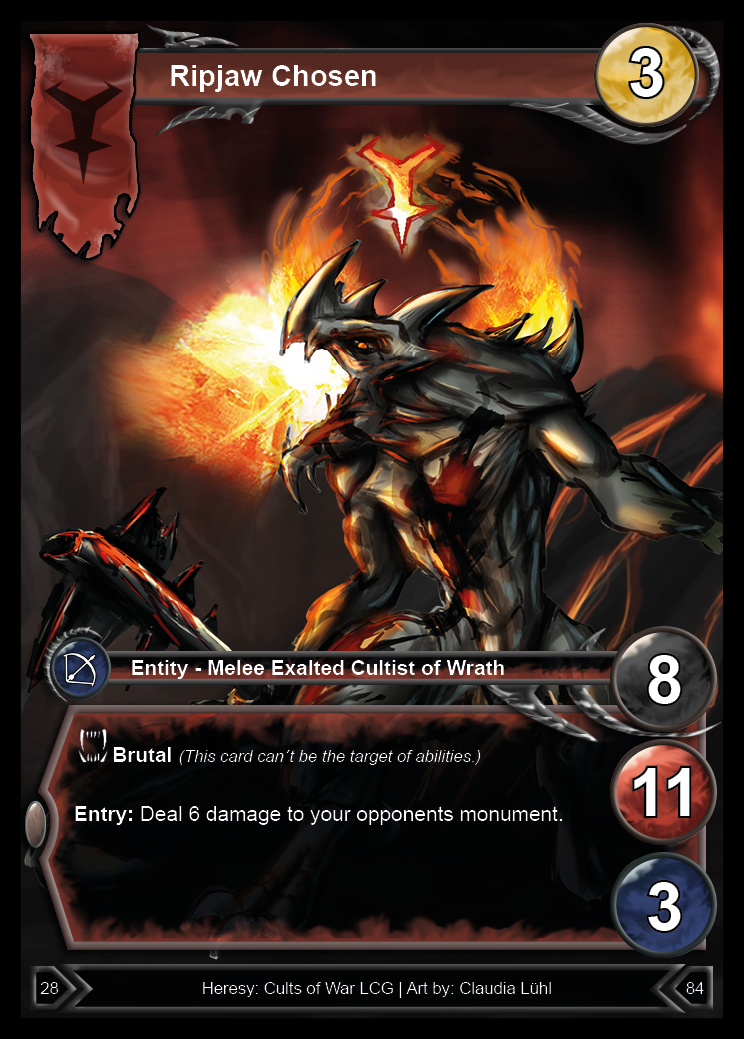 Ripjaw Chosen
3
Entity - Melee Exalted Cultist of Wrath
8
Brutal (This card can´t be the target of abilities.)
11
Entry: Deal 6 damage to your opponents monument.
3
28
Heresy: Cults of War LCG | Art by: Claudia Lühl
84